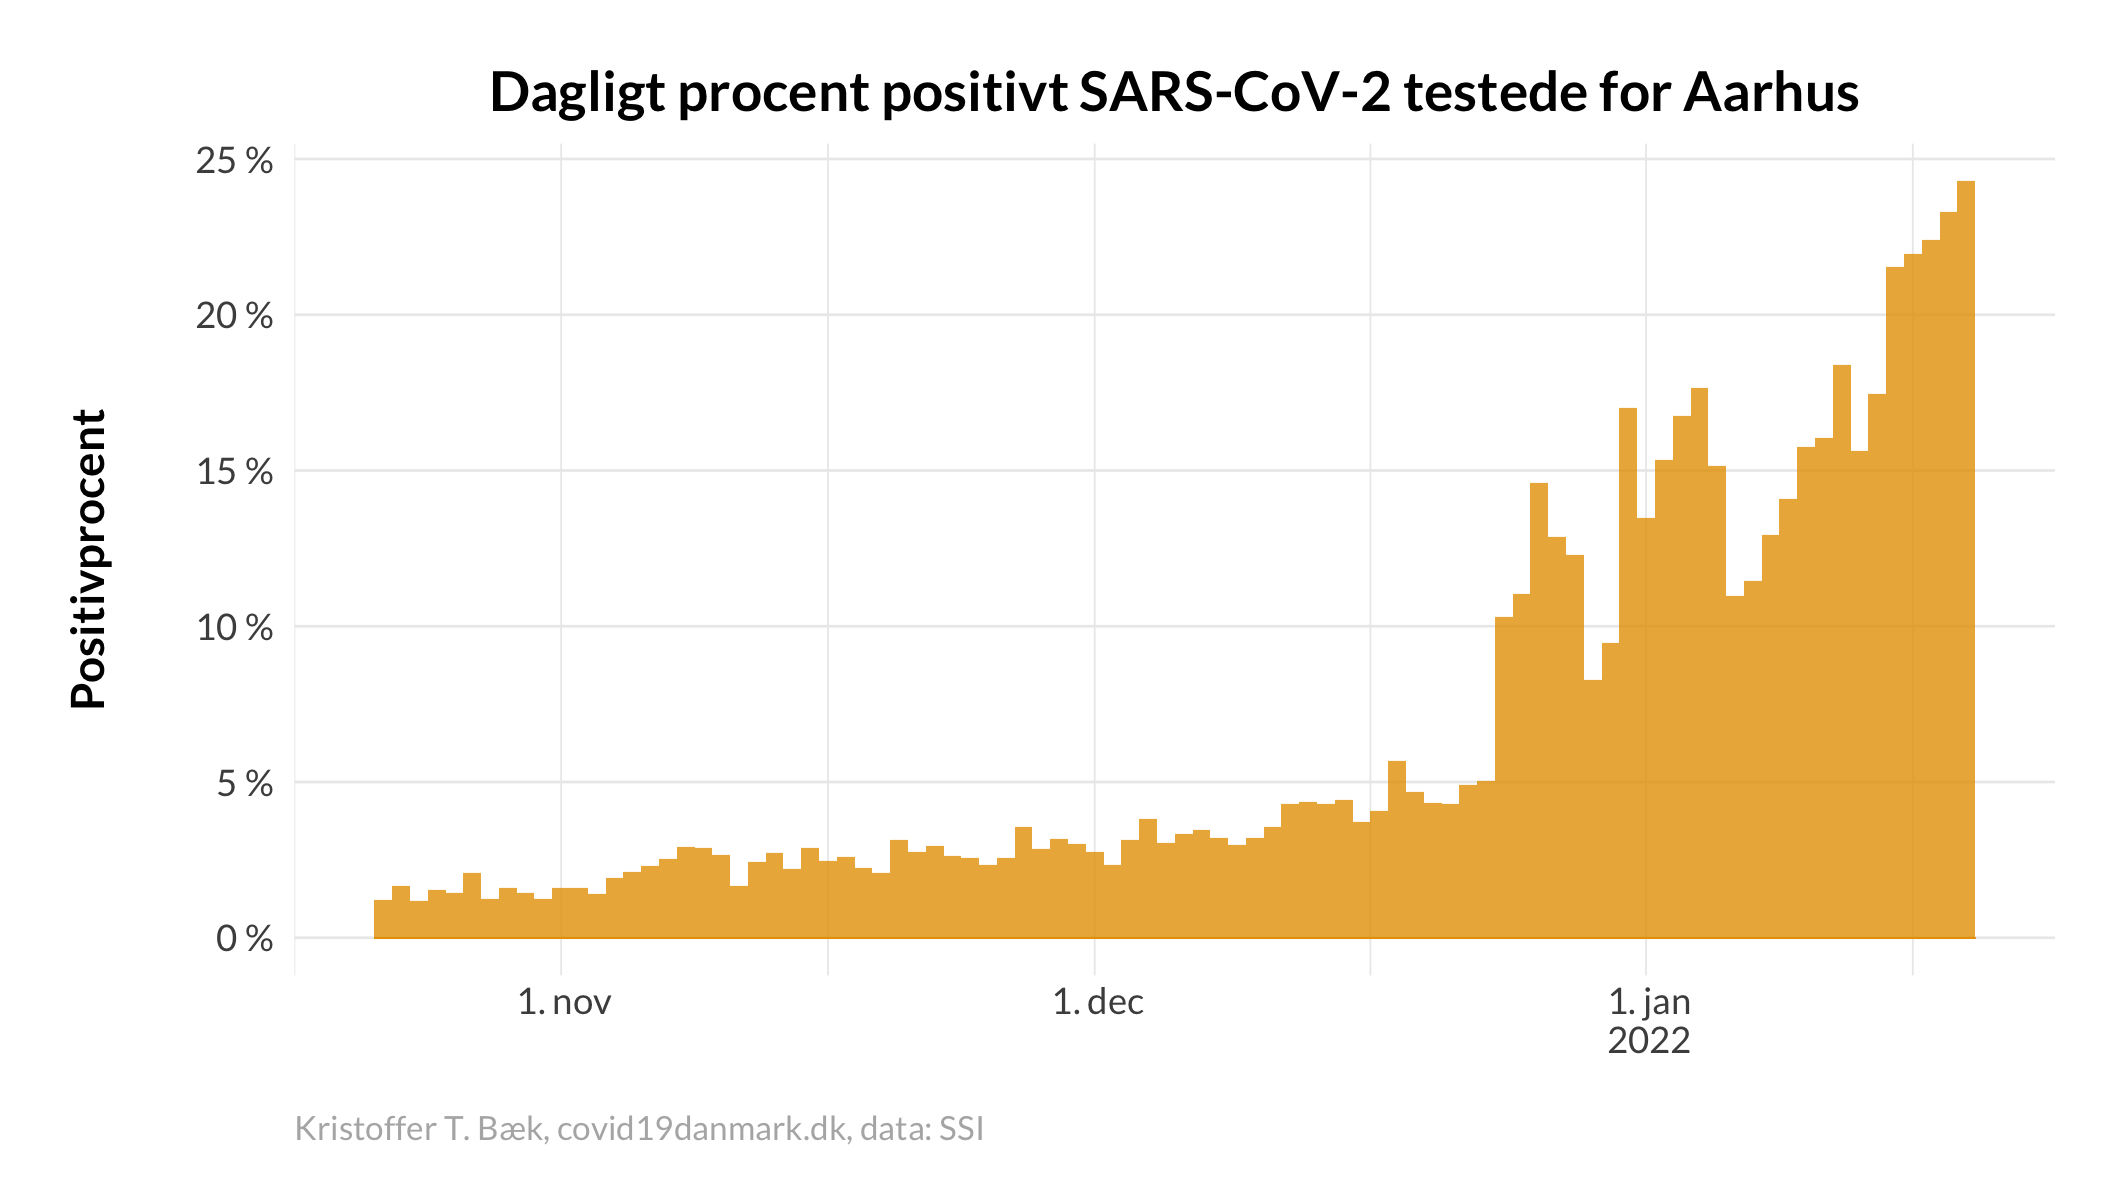 Dagligt procent positivt SARS-CoV-2 testede for Aarhus
Positivprocent
25 %
20 %
15 %
10 %
5 %
0 %
1. nov
1. dec
1. jan
2022
Kristoffer T. Bæk, covid19danmark.dk, data: SSI